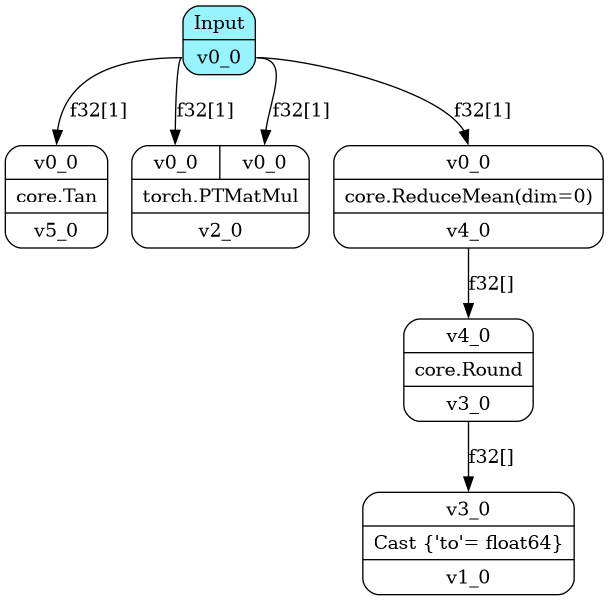 Input
v0_0
f32[1] f32[1] f32[1] f32[1]
v0_0 v0_0 v0_0 v0_0
core.Tan torch.PTMatMul core.ReduceMean(dim=0)
v5_0 v2_0 v4_0
f32[]
v4_0
core.Round
v3_0
f32[]
v3_0
Cast {'to'= float64}
v1_0